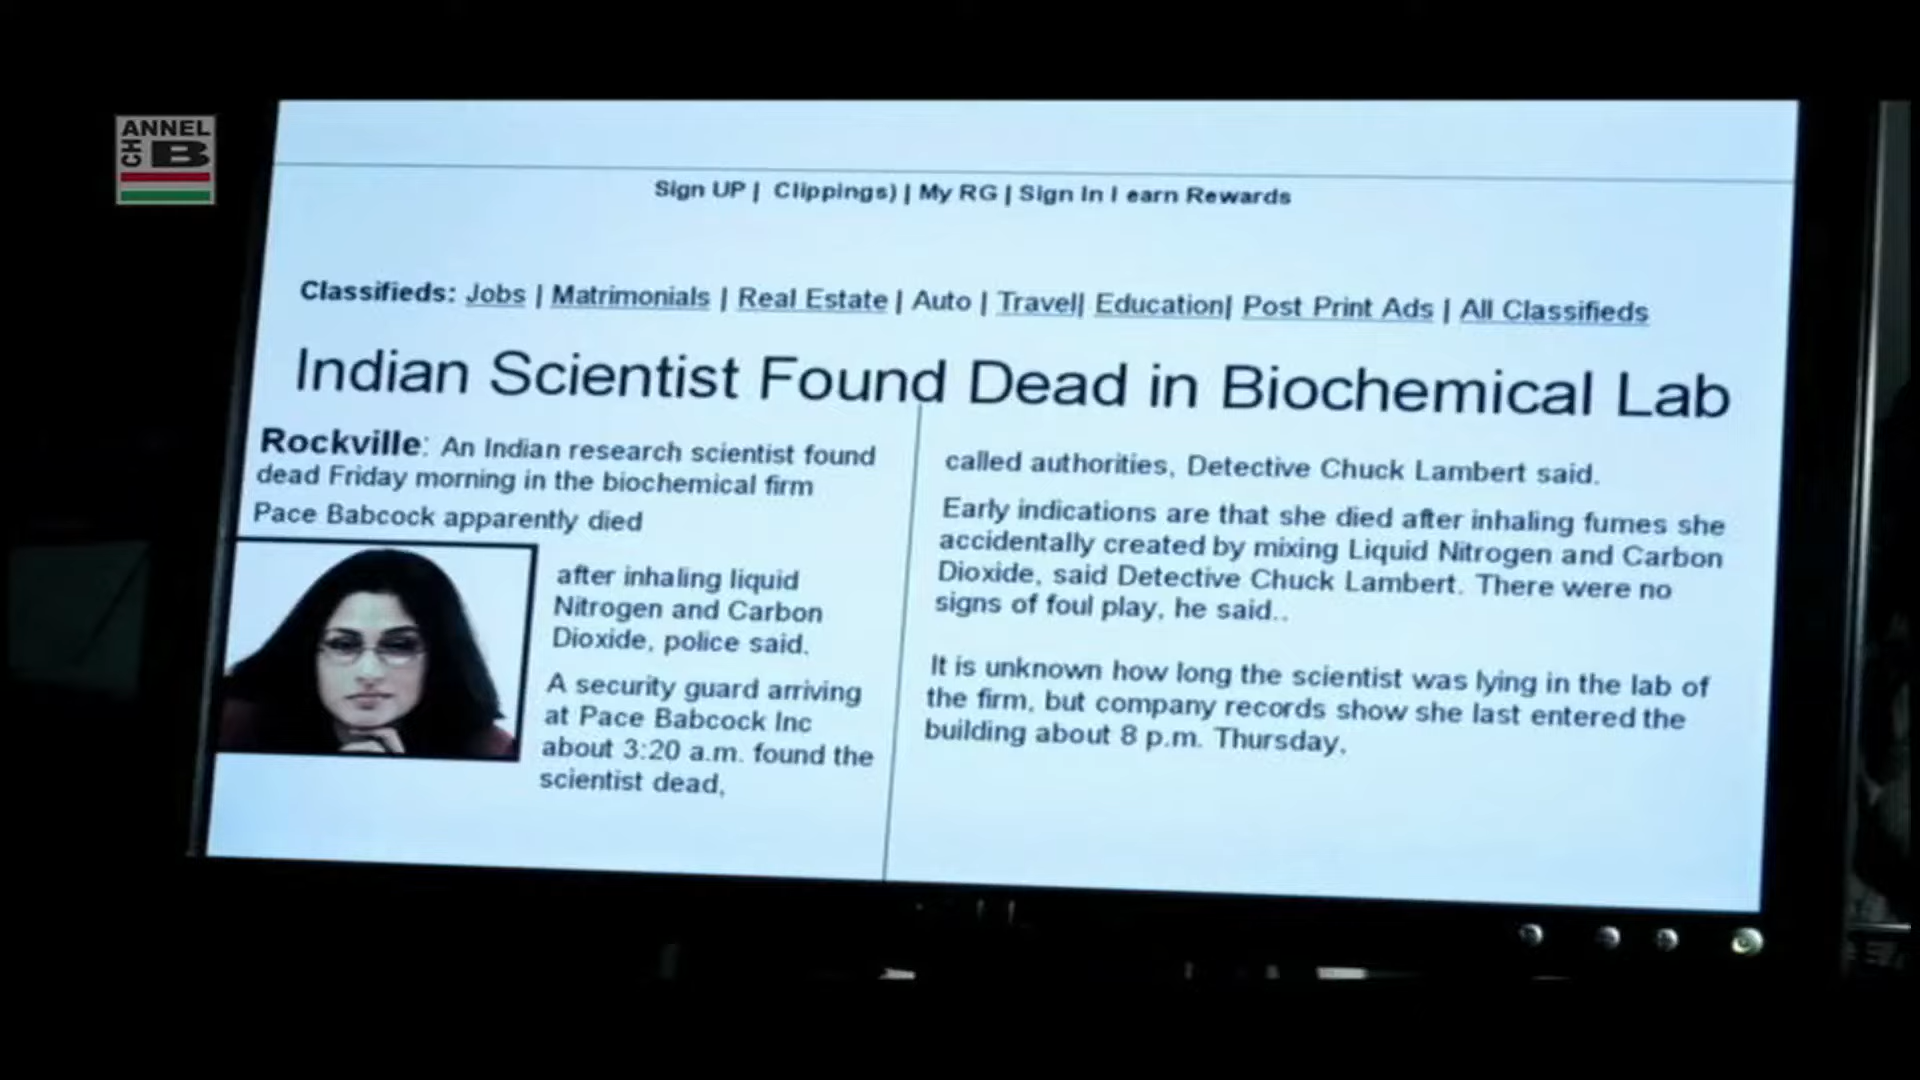 CHANNEL B
Sign UP | Clippings) | My RG | Sign In I earn Rewards
Classifieds: Jobs | Matrimonials | Real Estate | Auto | Travel| Education| Post Print Ads | All Classifieds
Indian Scientist Found Dead in Biochemical Lab
Rockville: An Indian research scientist found
dead Friday morning in the biochemical firm
Pace Babcock apparently died
after inhaling liquid
Nitrogen and Carbon
Dioxide, police said.
A security guard arriving
at Pace Babcock Inc
about 3:20 a.m. found the
scientist dead,
called authorities, Detective Chuck Lambert said.
Early indications are that she died after inhaling fumes she
accidentally created by mixing Liquid Nitrogen and Carbon
Dioxide, said Detective Chuck Lambert. There were no
signs of foul play, he said..
It is unknown how long the scientist was lying in the lab of
the firm, but company records show she last entered the
building about 8 p.m. Thursday,